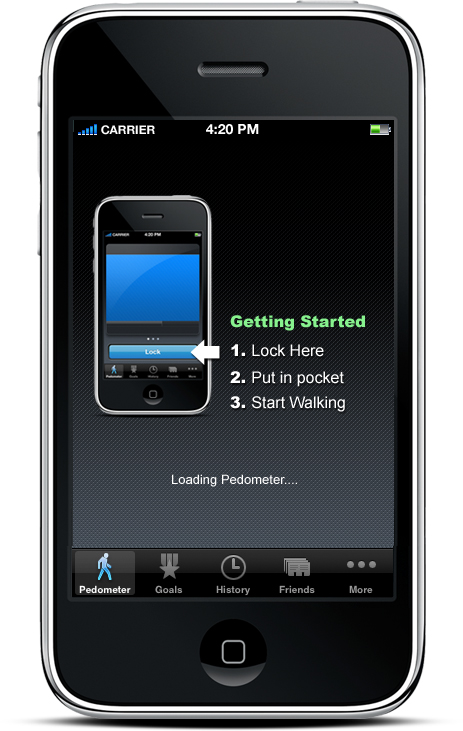 CARRIER 4:20 PM
CARRIER 4:20 PM
Lock
Pedometer Goals History Friends More
Getting Started
1. Lock Here
2. Put in pocket
3. Start Walking
Loading Pedometer....
Pedometer Goals History Friends More